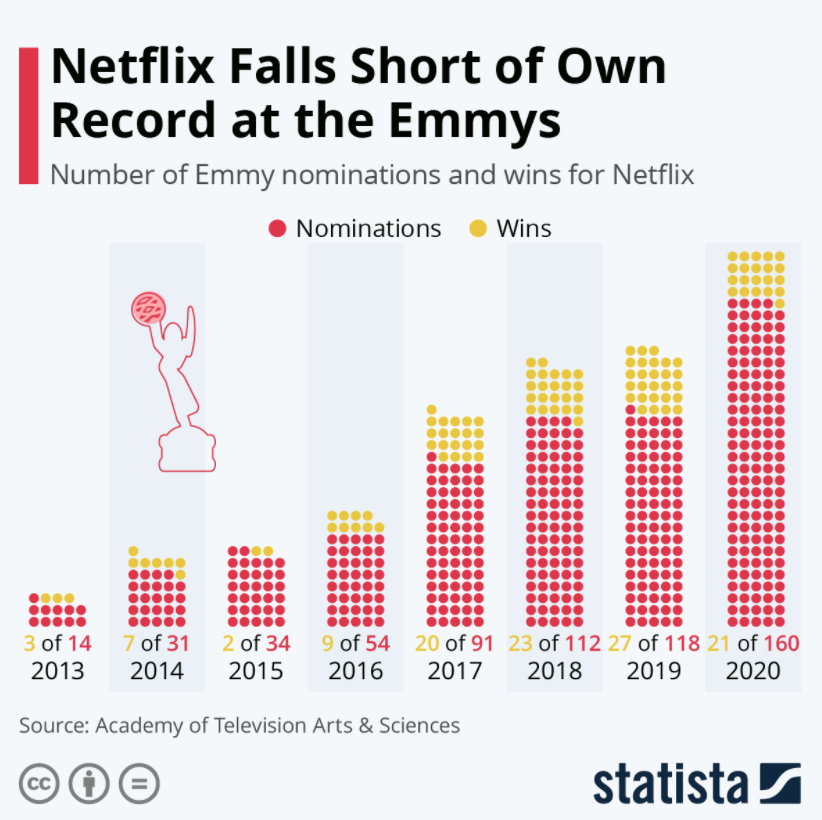 Netflix Falls Short of Own
Record at the Emmys
Number of Emmy nominations and wins for Netflix
Nominations Wins
3 of 14 7 of 31 2 of 34 9 of 54 20 of 91 23 of 112 27 of 118 21 of 160
2013 2014 2015 2016 2017 2018 2019 2020
Source: Academy of Television Arts & Sciences
cc = statista